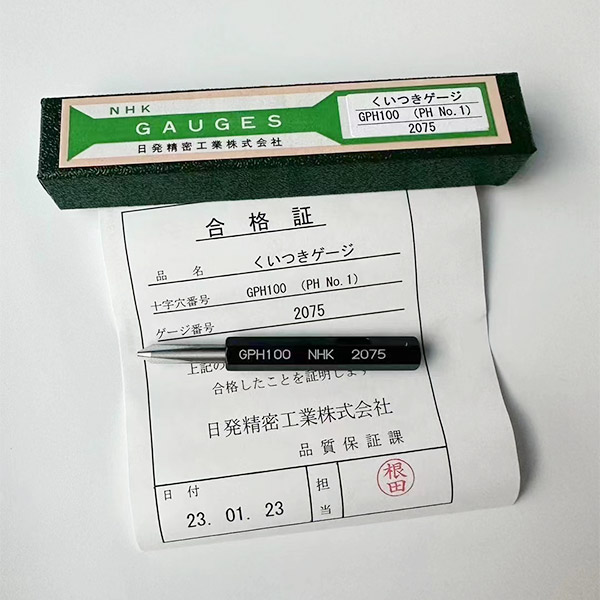 NHK
GAUGES
日発精密工業株式会社
くいつきゲージ
GPH100 (PH No.1)
2075
合格証
品 名 くいつきゲージ
十字穴番号 GPH100 (PH No.1)
ゲージ番号 2075
GPH100 NHK 2075
上記の
合格したことを証明します
日発精密工業株式会社
品質保証課
日付 23.01.23 担当 根田